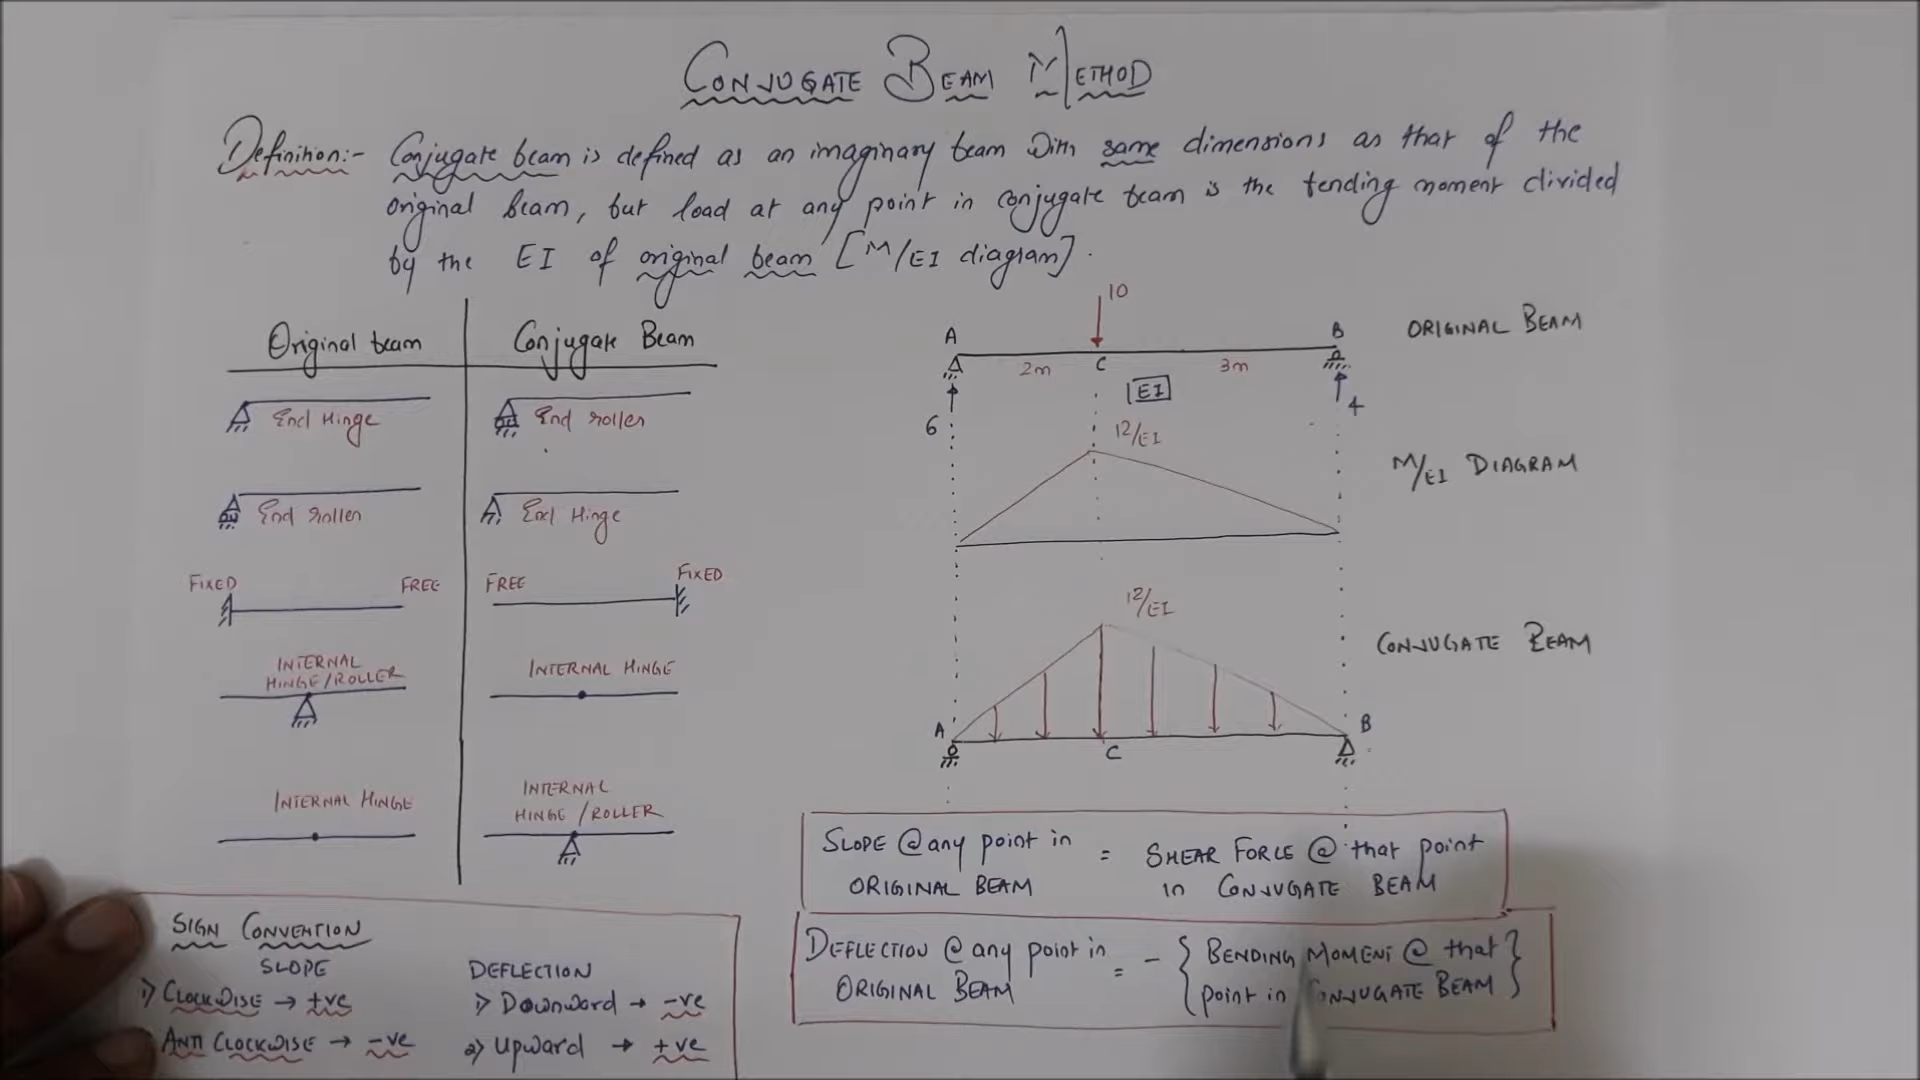 CONJUGATE BEAM METHOD
Definition:- Conjugate beam is defined as an imaginary beam with same dimensions as that of the
original beam, but load at any point in conjugate beam is the bending moment divided
by the EI of original beam [M/EI diagram].
Original beam
Conjugate Beam
End Hinge
End roller
End roller
End Hinge
FIXED FREE
FREE FIXED
INTERNAL
HINGE/ROLLER
INTERNAL HINGE
INTERNAL HINGE
INTERNAL
HINGE/ROLLER
SIGN CONVENTION
SLOPE
1) CLOCKWISE → +ve
ANTI CLOCKWISE → -ve
DEFLECTION
1) Downward → -ve
2) Upward → +ve
10
A B
2m C 3m
EI
6
4
ORIGINAL BEAM
12/EI
M/EI DIAGRAM
12/EI
CONJUGATE BEAM
A B
C
SLOPE @ any point in
ORIGINAL BEAM
=
SHEAR FORCE @ that point
in CONJUGATE BEAM
DEFLECTION @ any point in
ORIGINAL BEAM
= -
{ BENDING MOMENT @ that }
{ point in CONJUGATE BEAM }